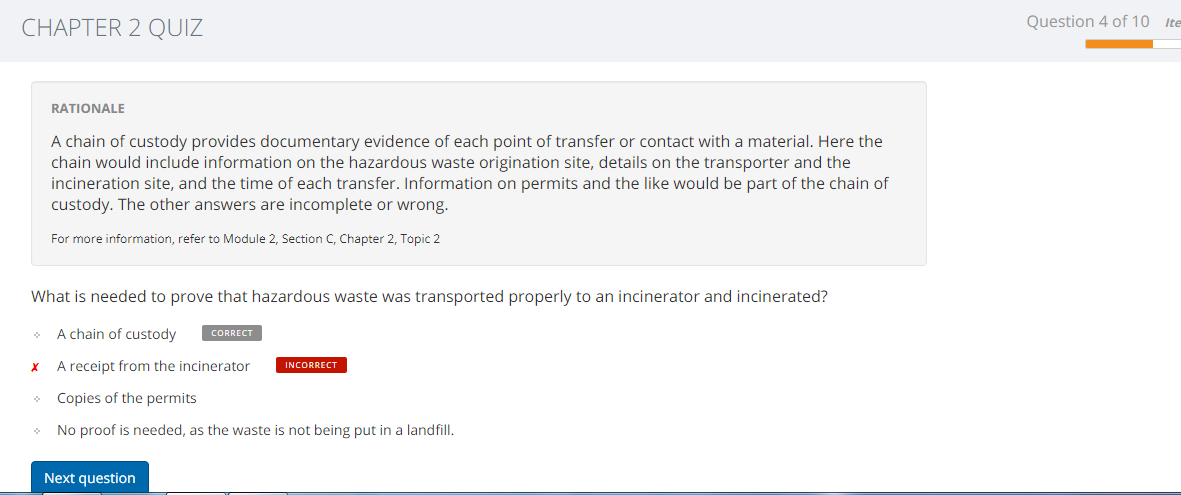 CHAPTER 2 QUIZ
Question 4 of 10 Ite
RATIONALE
A chain of custody provides documentary evidence of each point of transfer or contact with a material. Here the
chain would include information on the hazardous waste origination site, details on the transporter and the
incineration site, and the time of each transfer. Information on permits and the like would be part of the chain of
custody. The other answers are incomplete or wrong.
For more information, refer to Module 2, Section C, Chapter 2, Topic 2
What is needed to prove that hazardous waste was transported properly to an incinerator and incinerated?
A chain of custody CORRECT
✗ A receipt from the incinerator INCORRECT
Copies of the permits
No proof is needed, as the waste is not being put in a landfill.
Next question